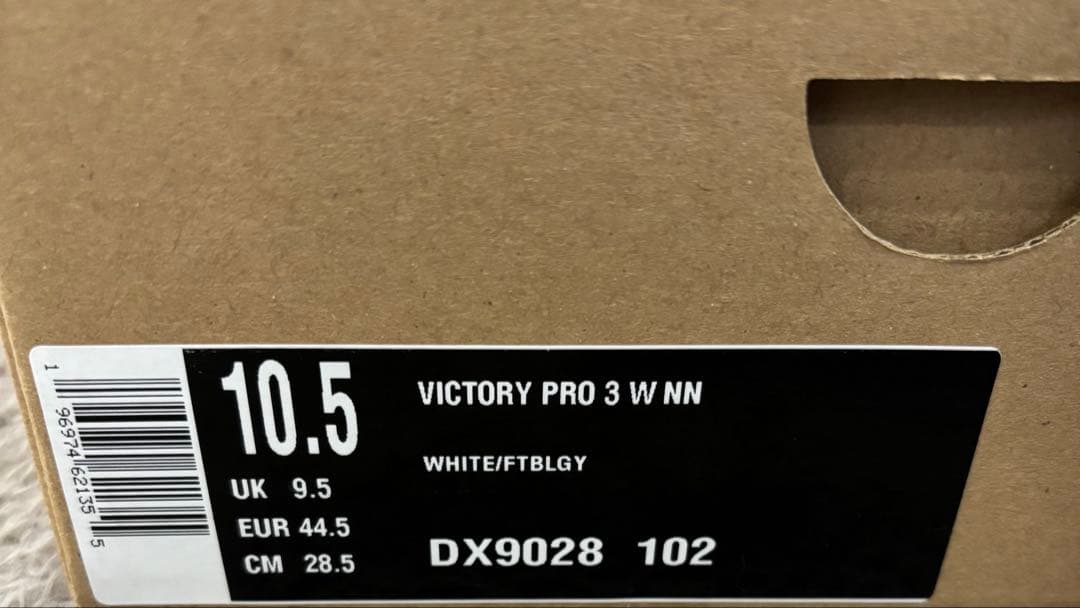 1 96974 62135 5
10.5
UK 9.5
EUR 44.5
CM 28.5
VICTORY PRO 3 W NN
WHITE/FTBLGY
DX9028 102